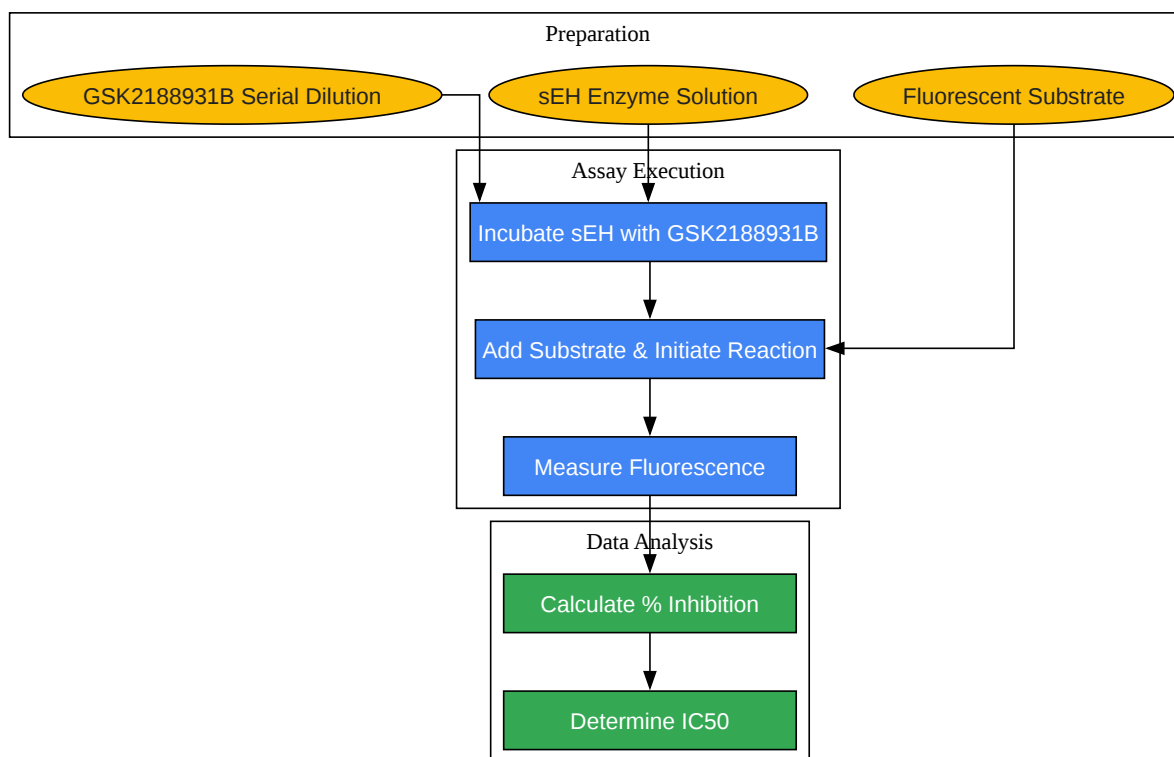 Preparation
GSK2188931B Serial Dilution
sEH Enzyme Solution
Fluorescent Substrate
Assay Execution
Incubate sEH with GSK2188931B
Add Substrate & Initiate Reaction
Measure Fluorescence
Data Analysis
Calculate % Inhibition
Determine IC50